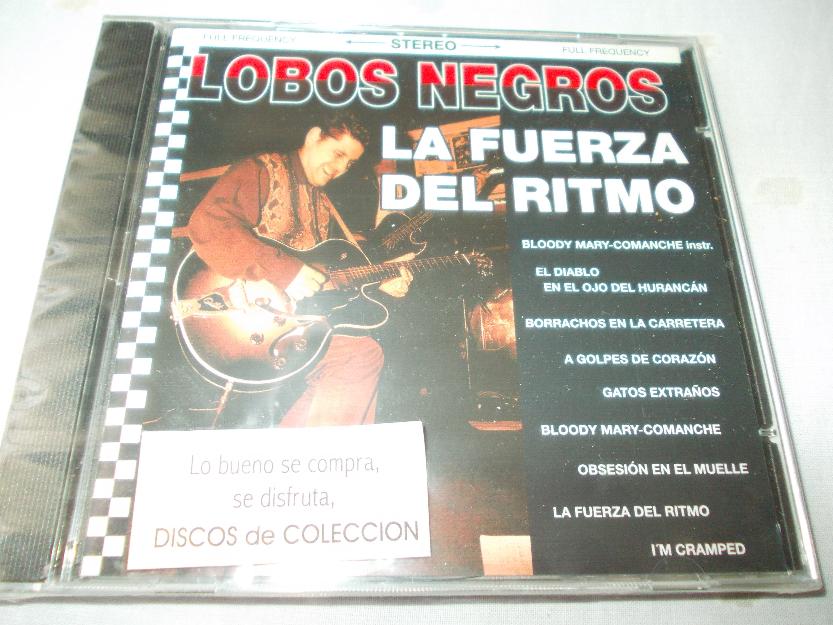 FULL FREQUENCY STEREO FULL FREQUENCY
LOBOS NEGROS
LA FUERZA
DEL RITMO
BLOODY MARY-COMANCHE instr.
EL DIABLO
EN EL OJO DEL HURANCÁN
BORRACHOS EN LA CARRETERA
A GOLPES DE CORAZÓN
GATOS EXTRAÑOS
BLOODY MARY-COMANCHE
OBSESIÓN EN EL MUELLE
LA FUERZA DEL RITMO
I'M CRAMPED
Lo bueno se compra,
se disfruta,
DISCOS de COLECCION